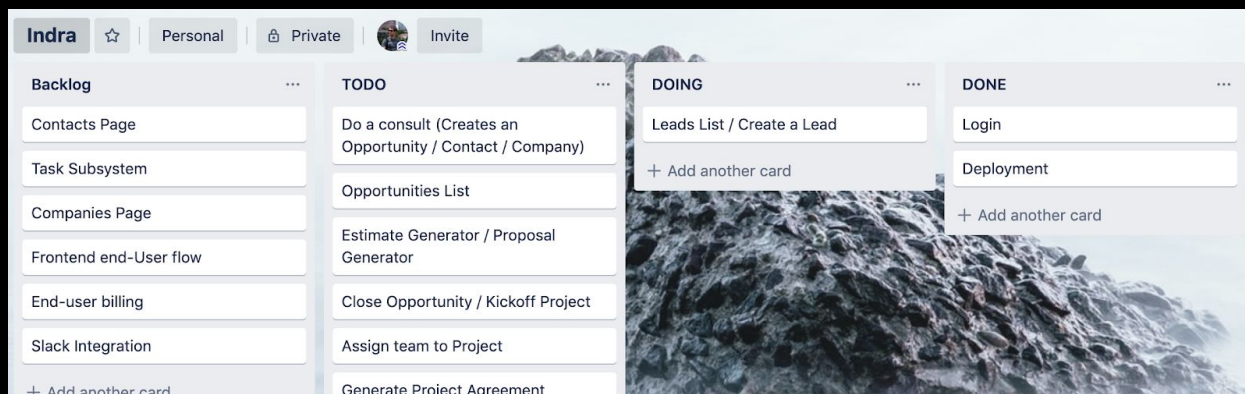 Indra
Personal
Private
Invite
Backlog
Contacts Page
Task Subsystem
Companies Page
Frontend end-User flow
End-user billing
Slack Integration
+ Add another card
TODO
Do a consult (Creates an
Opportunity / Contact / Company)
Opportunities List
Estimate Generator / Proposal
Generator
Close Opportunity / Kickoff Project
Assign team to Project
Generate Project Agreement
DOING
Leads List / Create a Lead
+ Add another card
DONE
Login
Deployment
+ Add another card